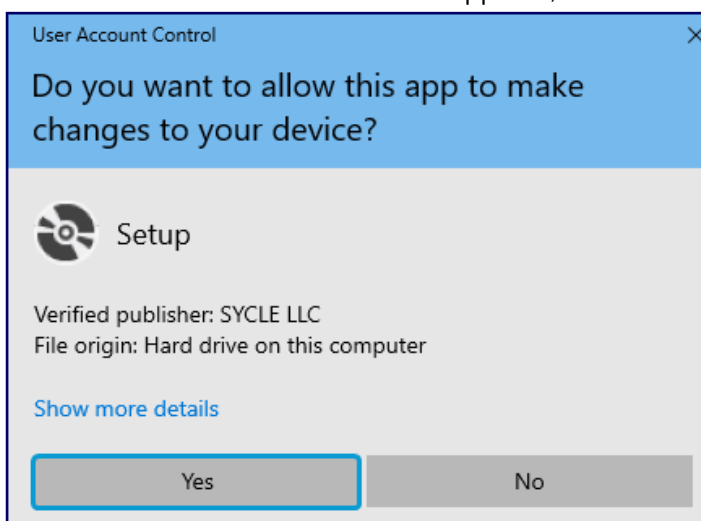 User Account Control
Do you want to allow this app to make
changes to your device?
Setup
Verified publisher: SYCLE LLC
File origin: Hard drive on this computer
Show more details
Yes
No